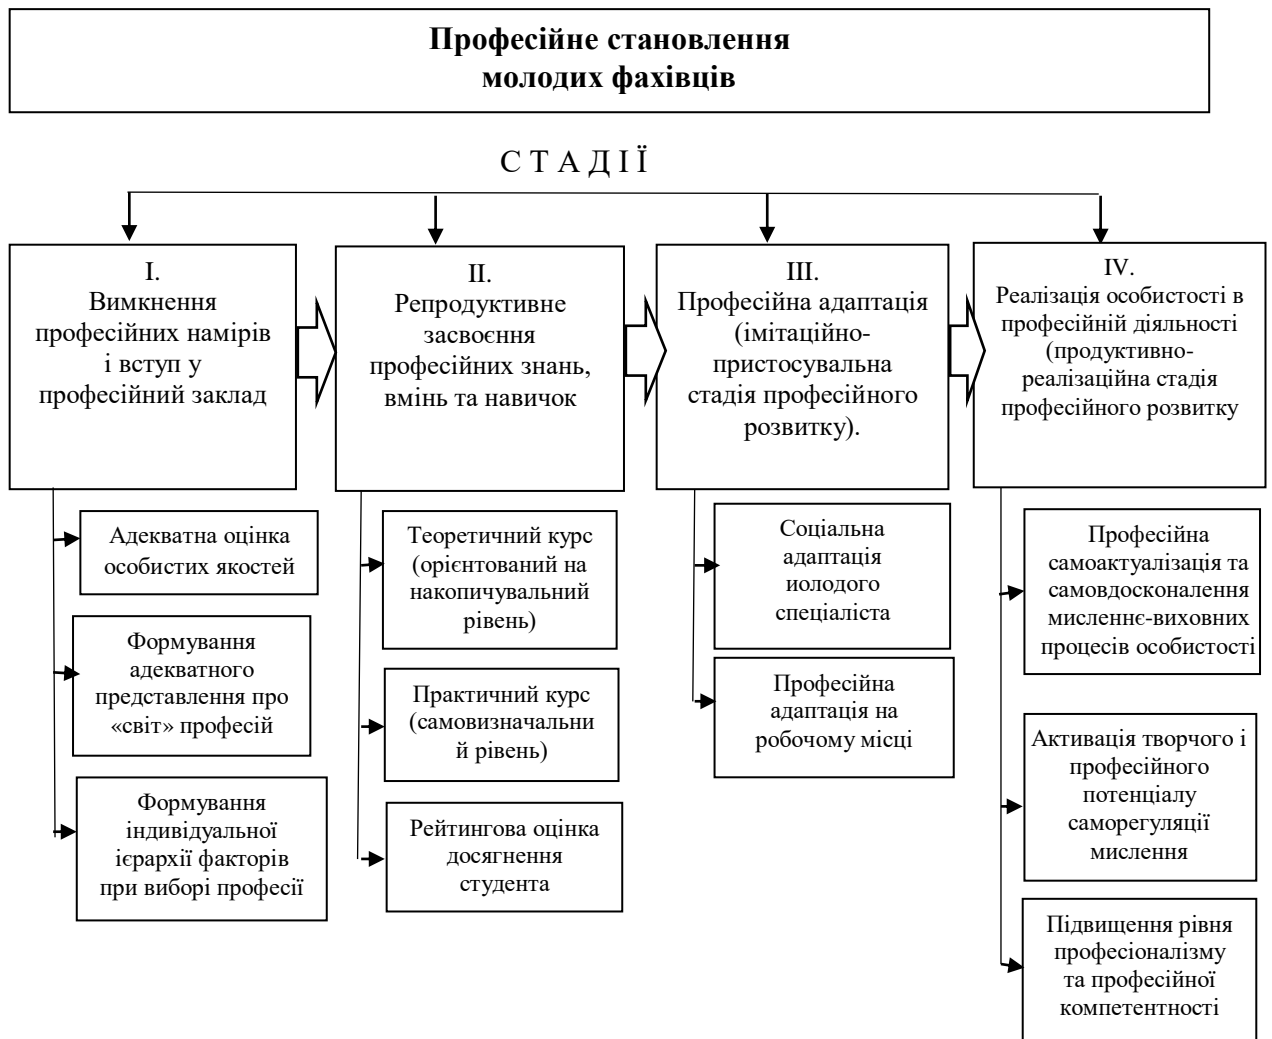 Професійне становлення
молодих фахівців
С Т А Д І Ї
I.
Вимкнення
професійних намірів
і вступ у
професійний заклад
II.
Репродуктивне
засвоєння
професійних знань,
вмінь та навичок
III.
Професійна адаптація
(імітаційно-
пристосувальна
стадія професійного
розвитку).
IV.
Реалізація особистості в
професійній діяльності
(продуктивно-
реалізаційна стадія
професійного розвитку
Адекватна оцінка
особистих якостей
Формування
адекватного
представлення про
«світ» професій
Формування
індивідуальної
ієрархії факторів
при виборі професії
Теоретичний курс
(орієнтований на
накопичувальний
рівень)
Практичний курс
(самовизначальни
й рівень)
Рейтингова оцінка
досягнення
студента
Соціальна
адаптація
иолодого
спеціаліста
Професійна
адаптація на
робочому місці
Професійна
самоактуалізація та
самовдосконалення
мисленнє-виховних
процесів особистості
Активація творчого і
професійного
потенціалу
саморегуляції
мислення
Підвищення рівня
професіоналізму
та професійної
компетентності